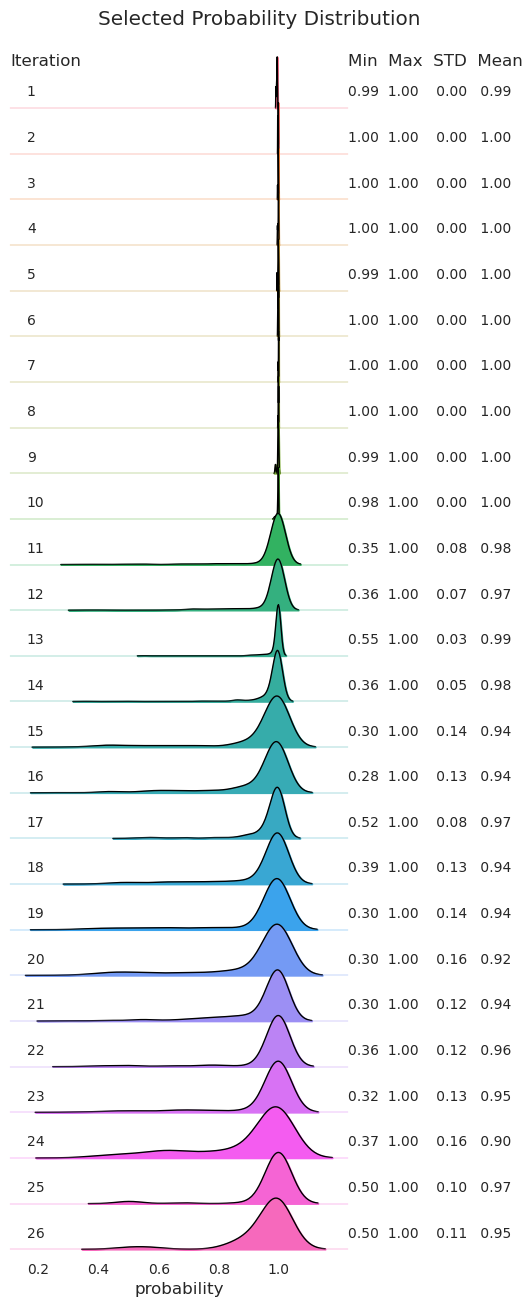 Selected Probability Distribution
Iteration Min Max STD Mean
1 0.99 1.00 0.00 0.99
2 1.00 1.00 0.00 1.00
3 1.00 1.00 0.00 1.00
4 1.00 1.00 0.00 1.00
5 0.99 1.00 0.00 1.00
6 1.00 1.00 0.00 1.00
7 1.00 1.00 0.00 1.00
8 1.00 1.00 0.00 1.00
9 0.99 1.00 0.00 1.00
10 0.98 1.00 0.00 1.00
11 0.35 1.00 0.08 0.98
12 0.36 1.00 0.07 0.97
13 0.55 1.00 0.03 0.99
14 0.36 1.00 0.05 0.98
15 0.30 1.00 0.14 0.94
16 0.28 1.00 0.13 0.94
17 0.52 1.00 0.08 0.97
18 0.39 1.00 0.13 0.94
19 0.30 1.00 0.14 0.94
20 0.30 1.00 0.16 0.92
21 0.30 1.00 0.12 0.94
22 0.36 1.00 0.12 0.96
23 0.32 1.00 0.13 0.95
24 0.37 1.00 0.16 0.90
25 0.50 1.00 0.10 0.97
26 0.50 1.00 0.11 0.95
0.2 0.4 0.6 0.8 1.0
probability